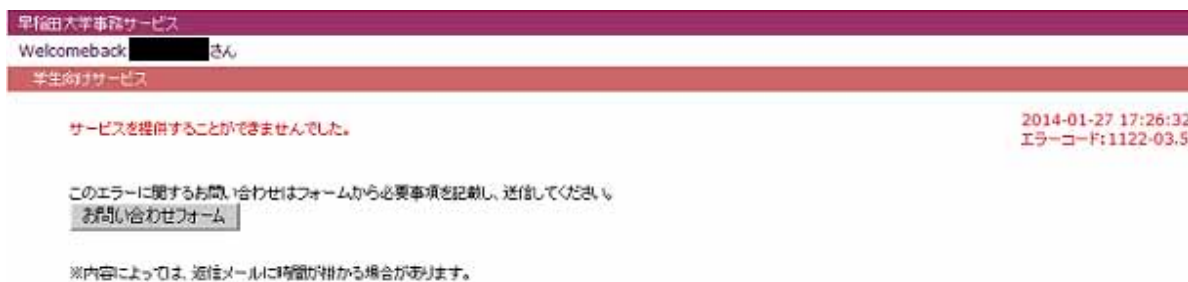 早稲田大学事務サービス
Welcomeback さん
学生向けサービス
サービスを提供することができませんでした。
2014-01-27 17:26:32
エラーコード:1122-03.5
このエラーに関するお問い合わせはフォームから必要事項を記載し、送信してください。
お問い合わせフォーム
※内容によっては、返信メールに時間が掛かる場合があります。